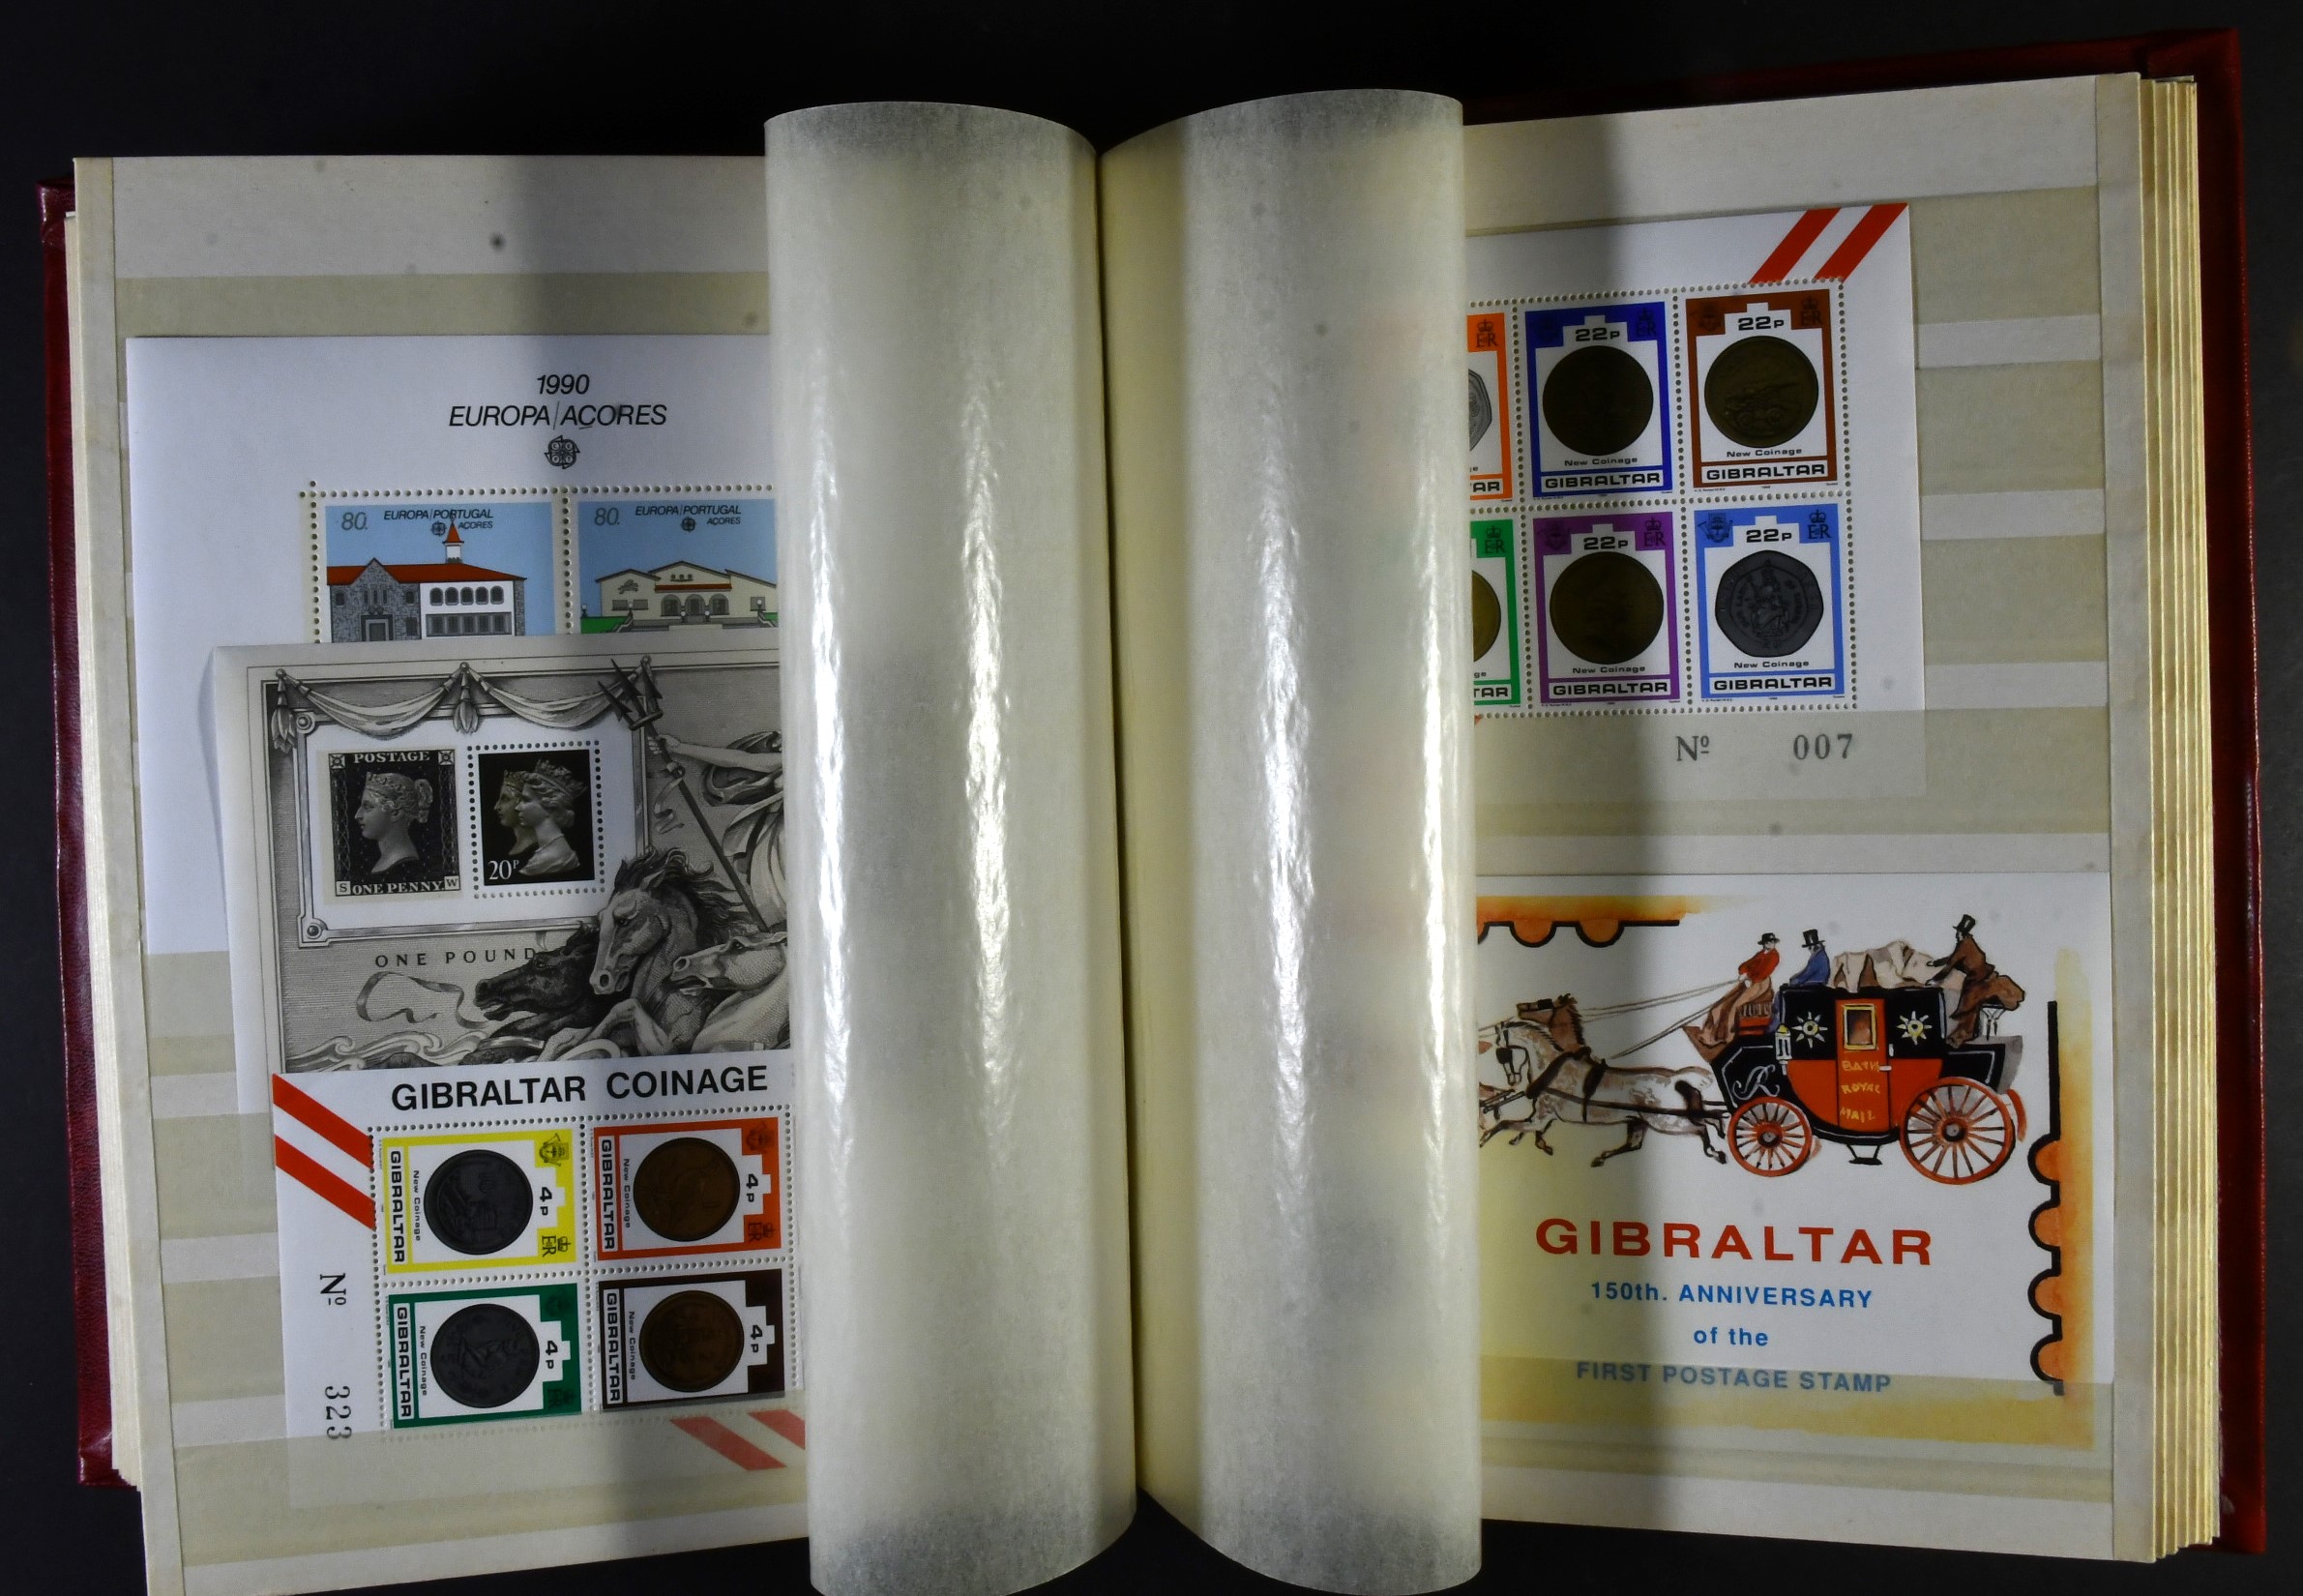 1990
EUROPA/AÇORES
80. EUROPA/PORTUGAL
AÇORES
80. EUROPA/PORTUGAL
AÇORES
POSTAGE
S ONE PENNY W
20P
ONE POUND
GIBRALTAR COINAGE
4P
New Coinage
GIBRALTAR
4P
New Coinage
GIBRALTAR
4P
New Coinage
GIBRALTAR
4P
New Coinage
GIBRALTAR
Nº 323
22P
New Coinage
GIBRALTAR
22P
New Coinage
GIBRALTAR
22P
New Coinage
GIBRALTAR
22P
New Coinage
GIBRALTAR
Nº 007
BATH
ROYAL
MAIL
GIBRALTAR
150th. ANNIVERSARY
of the
FIRST POSTAGE STAMP